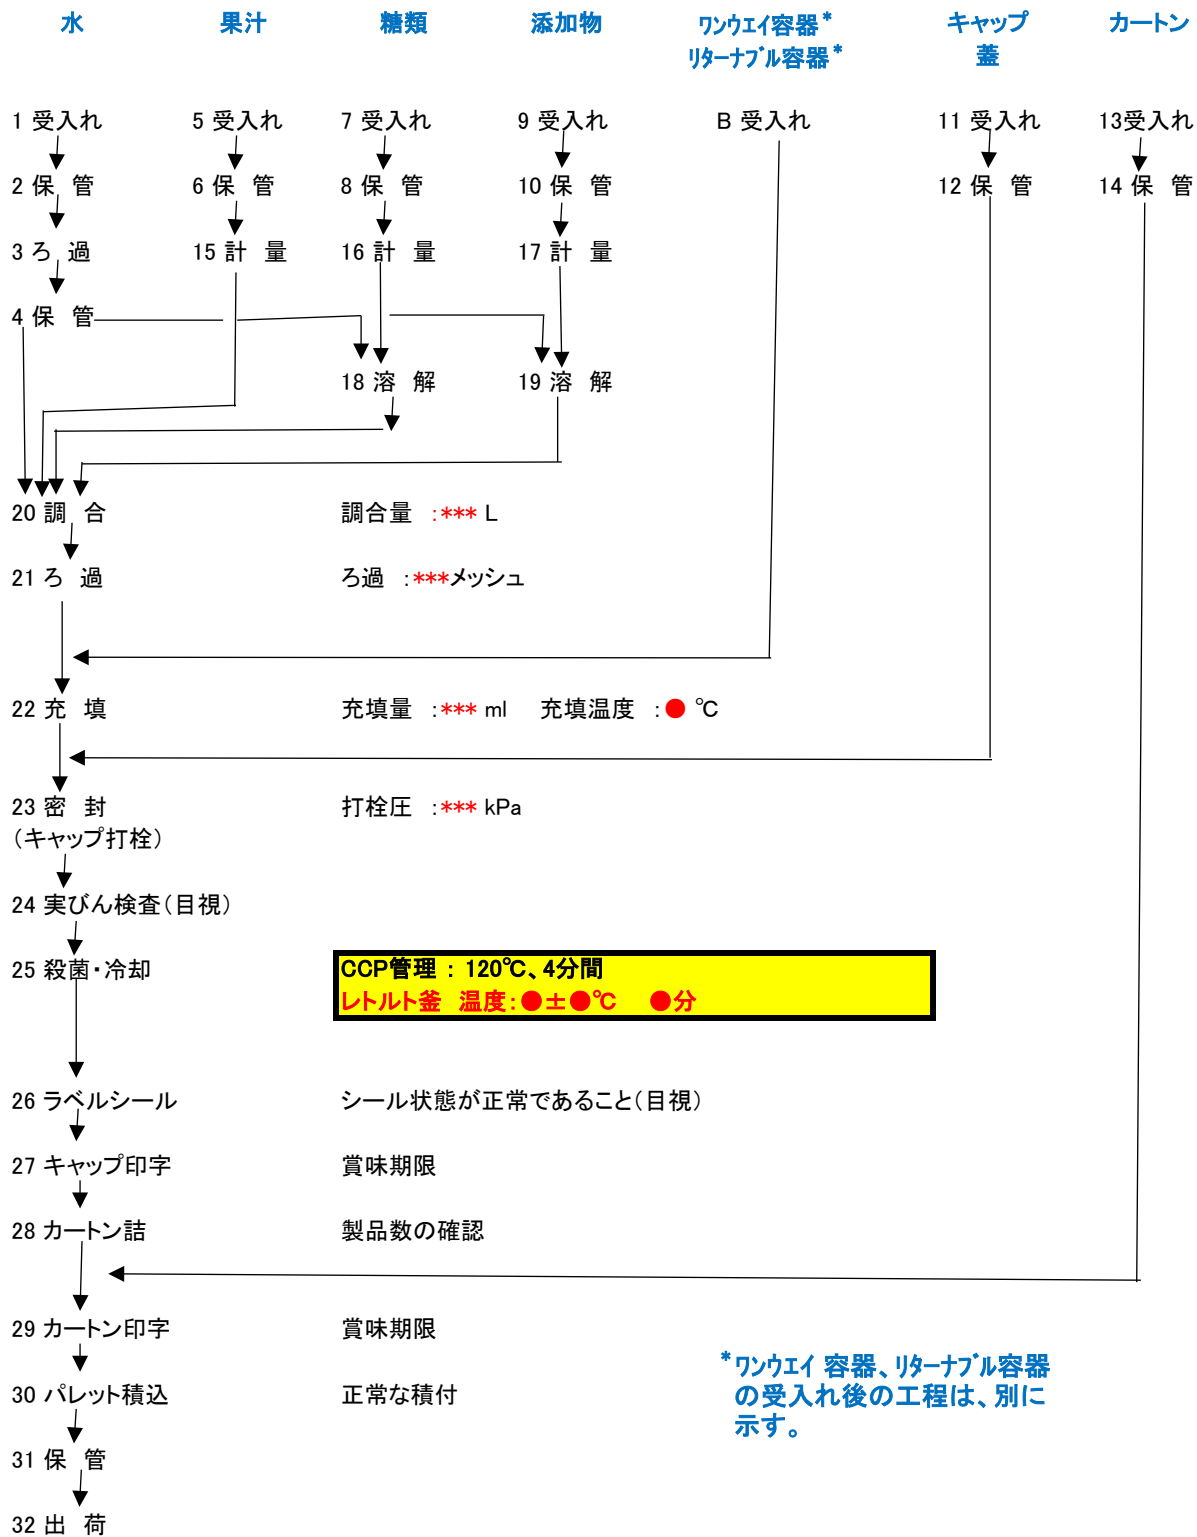 水 果汁 糖類 添加物 ワンウエイ容器* キャップ カートン
リターナブル容器* 蓋
1 受入れ 5 受入れ 7 受入れ 9 受入れ B 受入れ 11 受入れ 13受入れ
2 保 管 6 保 管 8 保 管 10 保 管 12 保 管 14 保 管
3 ろ 過 15 計 量 16 計 量 17 計 量
4 保 管
18 溶 解 19 溶 解
20 調 合 調合量 :*** L
21 ろ 過 ろ過 :***メッシュ
22 充 填 充填量 :*** ml 充填温度 :● ℃
23 密 封 打栓圧 :*** kPa
(キャップ打栓)
24 実びん検査(目視)
25 殺菌・冷却 CCP管理 : 120℃、4分間
レトルト釜 温度:●±●℃ ●分
26 ラベルシール シール状態が正常であること(目視)
27 キャップ印字 賞味期限
28 カートン詰 製品数の確認
29 カートン印字 賞味期限
*ワンウエイ 容器、リターナブル容器
30 パレット積込 正常な積付 の受入れ後の工程は、別に
示す。
31 保 管
32 出 荷